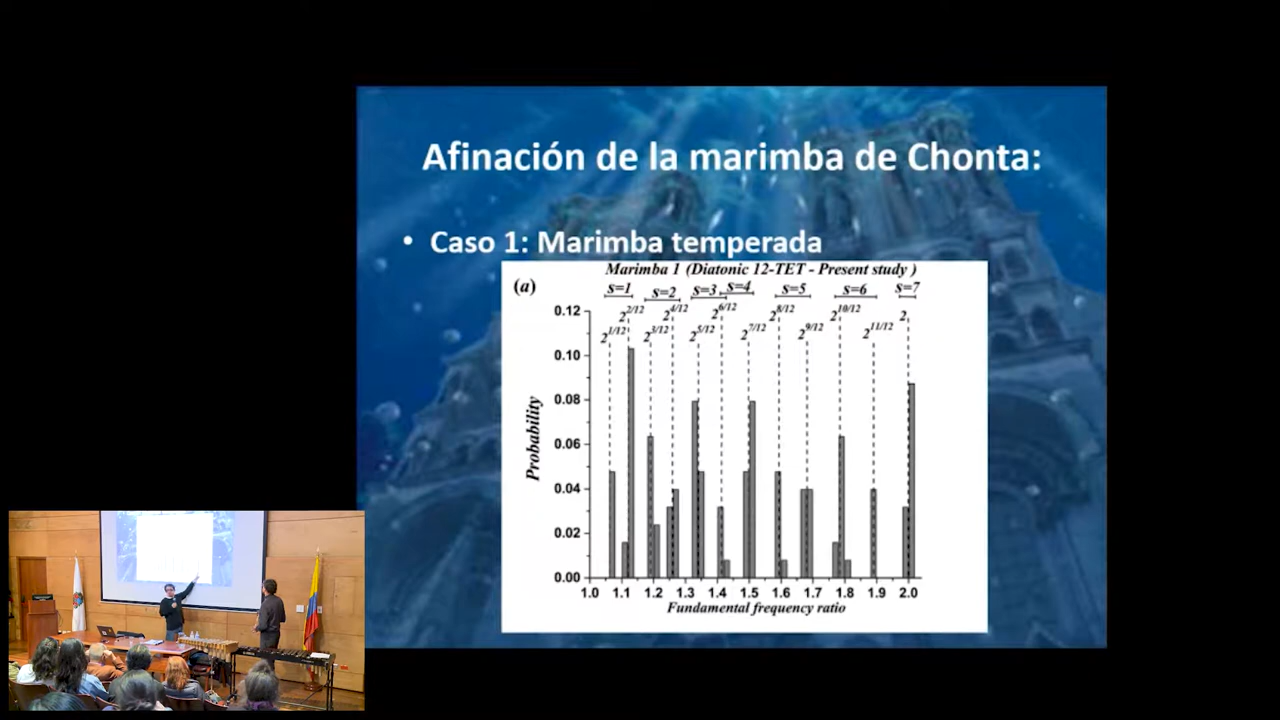 Afinación de la marimba de Chonta:
• Caso 1: Marimba temperada
Marimba 1 (Diatonic 12-TET - Present study )
(a)
S=1 S=2 S=3 S=4 S=5 S=6 S=7
2^2/12 2^4/12 2^6/12 2^8/12 2^10/12 2
2^1/12 2^3/12 2^5/12 2^7/12 2^9/12 2^11/12
0.12
0.10
0.08
0.06
0.04
0.02
0.00
Probability
1.0 1.1 1.2 1.3 1.4 1.5 1.6 1.7 1.8 1.9 2.0
Fundamental frequency ratio